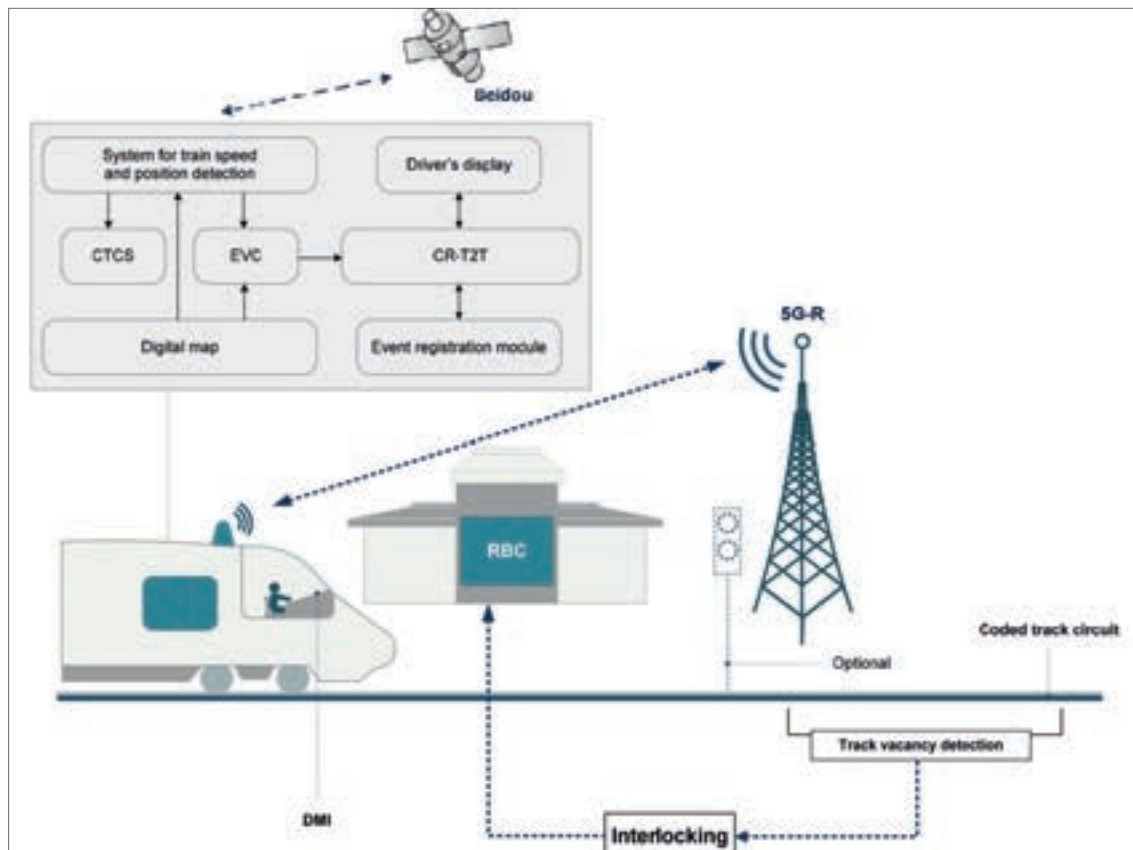 Beidou
System for train speed
and position detection
Driver's display
CTCS
EVC
CR-T2T
Digital map
Event registration module
5G-R
RBC
Coded track circuit
Optional
Track vacancy detection
DMI
Interlocking